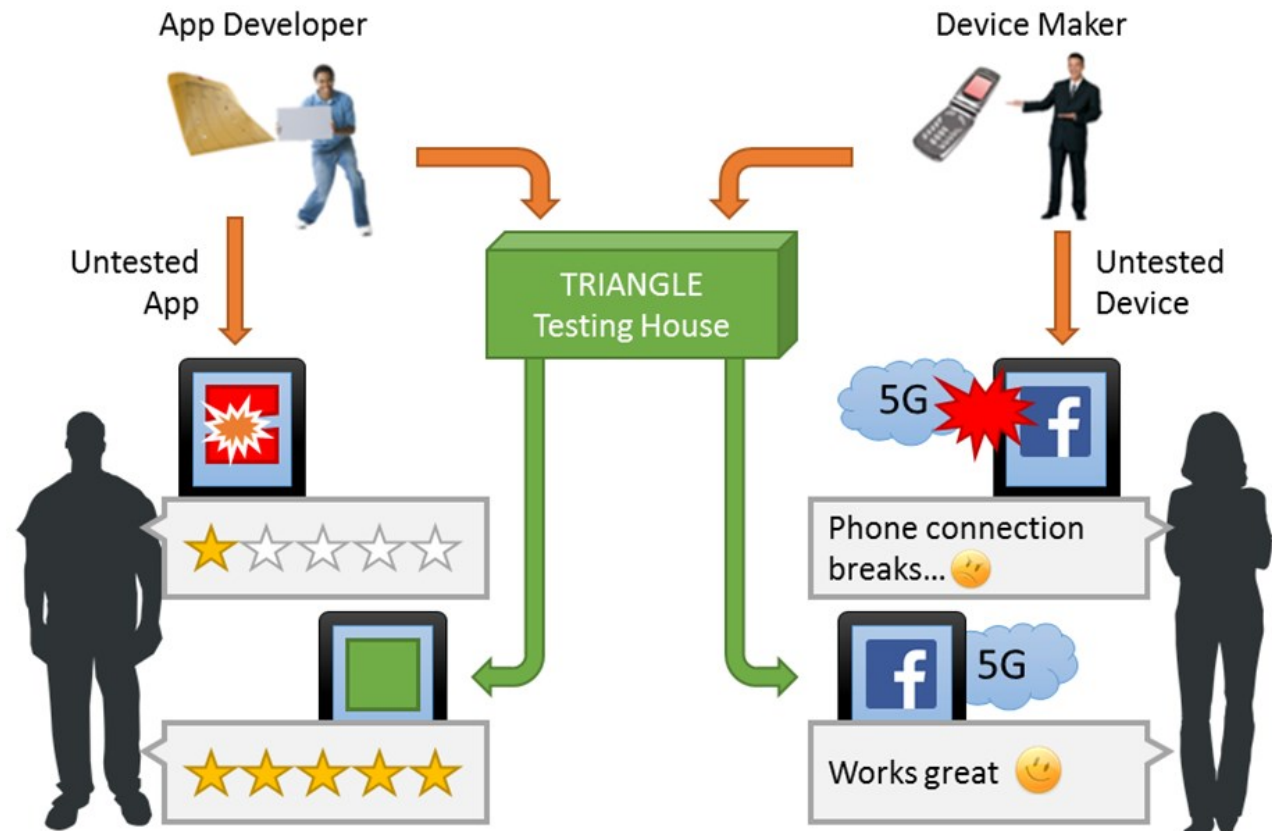 App Developer
Device Maker
Untested
App
TRIANGLE
Testing House
Untested
Device
5G
f
Phone connection
breaks...
f
5G
Works great